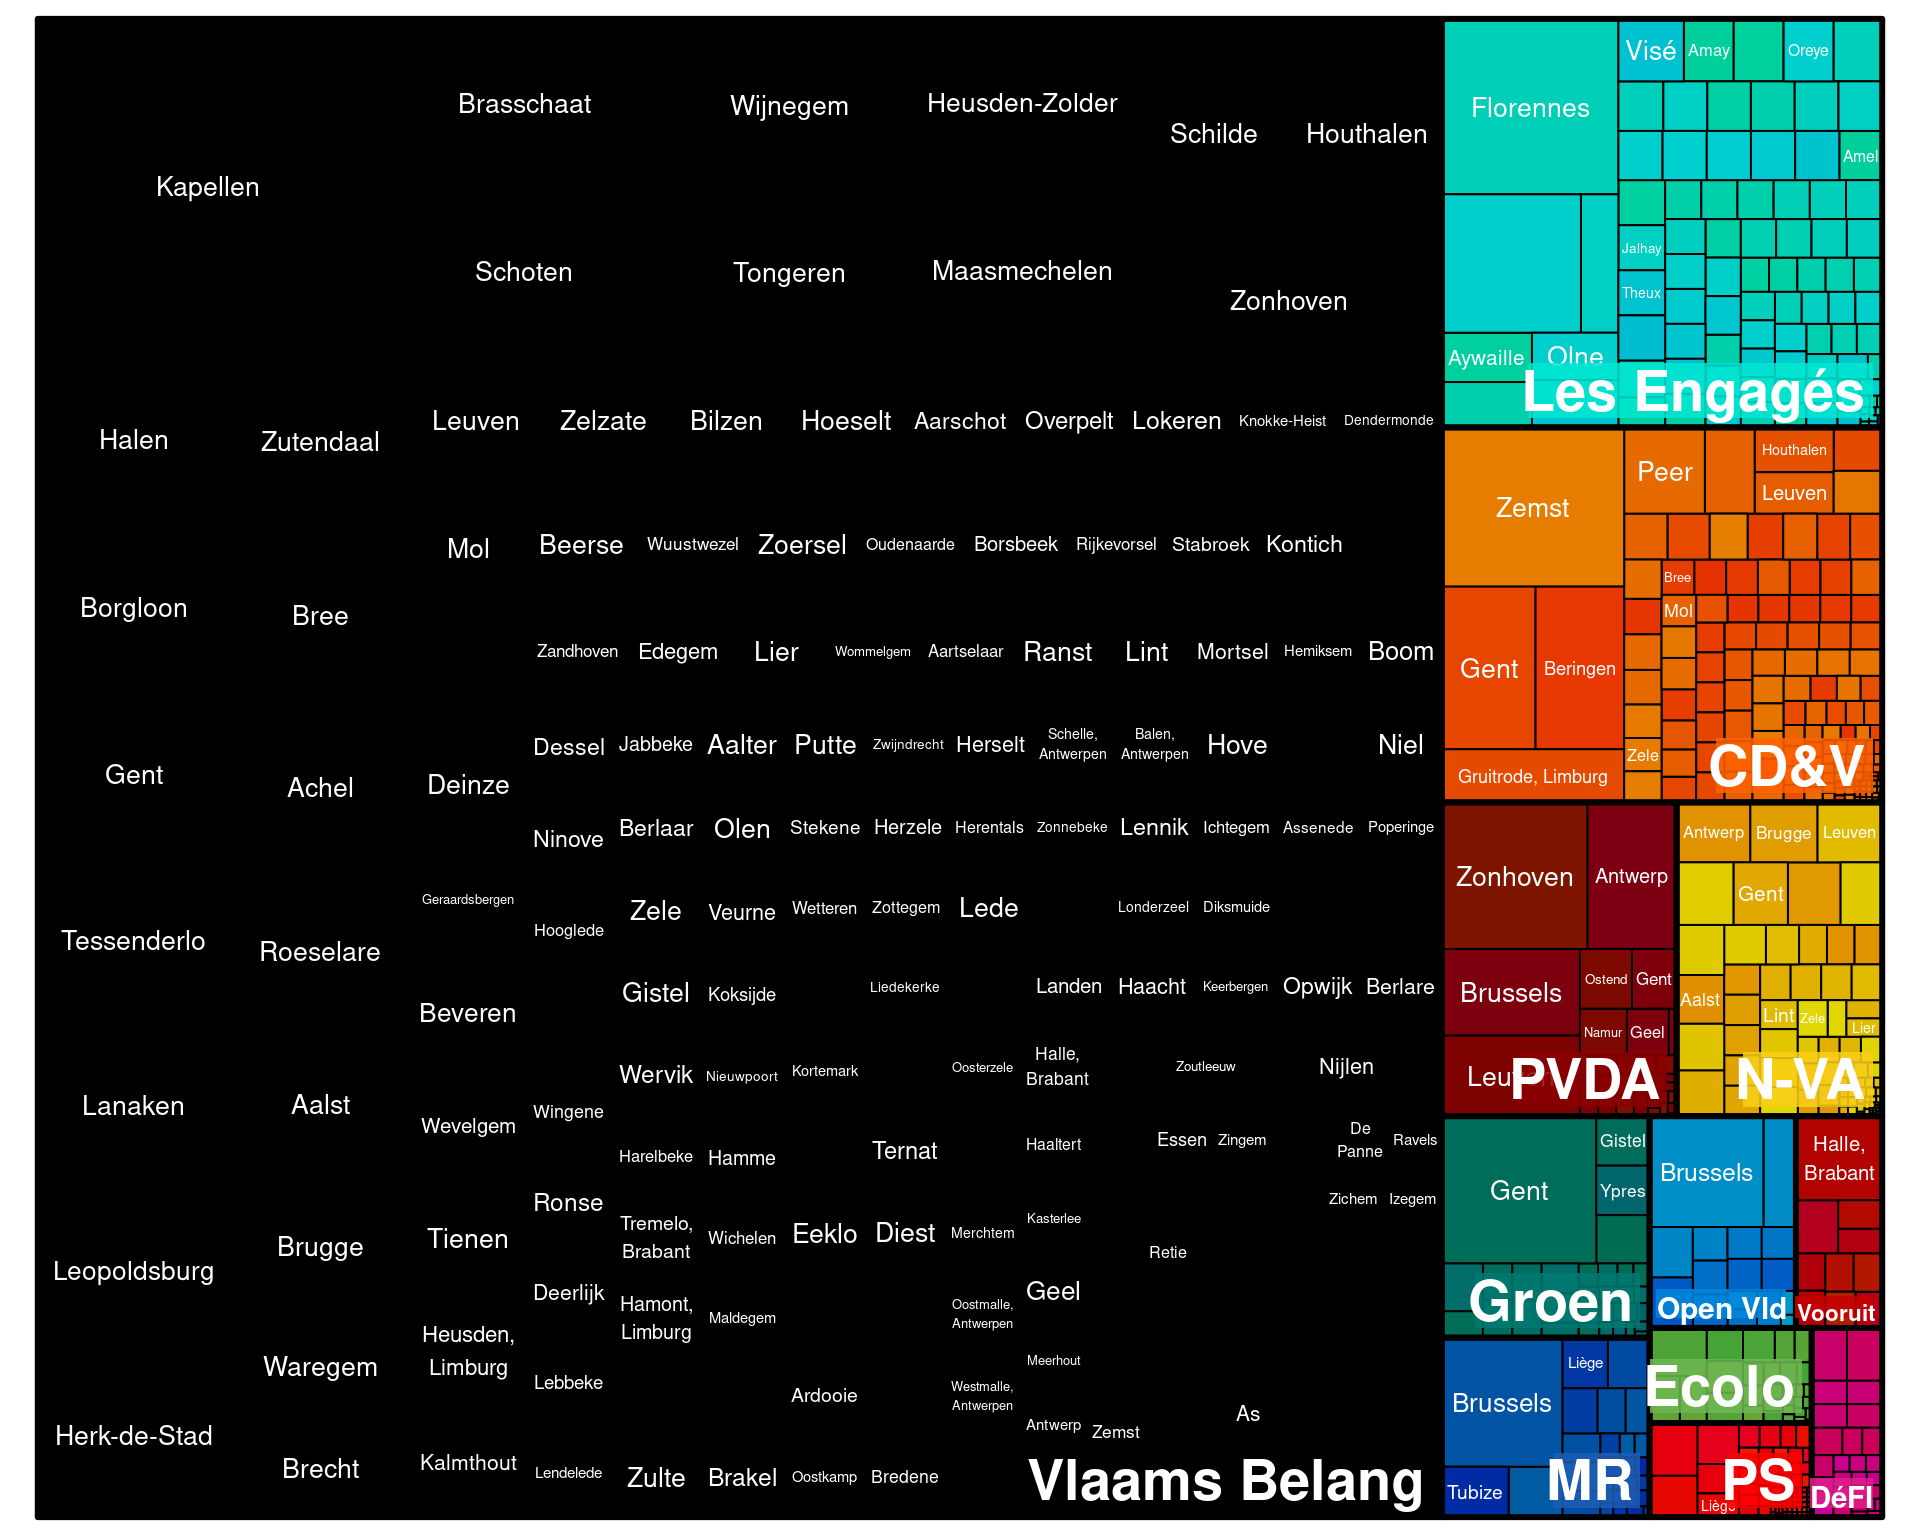 Brasschaat
Wijnegem
Heusden-Zolder
Schilde
Houthalen
Kapellen
Schoten
Tongeren
Maasmechelen
Zonhoven
Halen
Zutendaal
Leuven
Zelzate
Bilzen
Hoeselt
Aarschot
Overpelt
Lokeren
Knokke-Heist
Dendermonde
Mol
Beerse
Wuustwezel
Zoersel
Oudenaarde
Borsbeek
Rijkevorsel
Stabroek
Kontich
Borgloon
Bree
Zandhoven
Edegem
Lier
Wommelgem
Aartselaar
Ranst
Lint
Mortsel
Hemiksem
Boom
Gent
Achel
Deinze
Dessel
Jabbeke
Aalter
Putte
Zwijndrecht
Herselt
Schelle,
Antwerpen
Balen,
Antwerpen
Hove
Niel
Ninove
Berlaar
Olen
Stekene
Herzele
Herentals
Zonnebeke
Lennik
Ichtegem
Assenede
Poperinge
Tessenderlo
Roeselare
Geraardsbergen
Hooglede
Zele
Veurne
Wetteren
Zottegem
Lede
Londerzeel
Diksmuide
Beveren
Gistel
Koksijde
Liedekerke
Landen
Haacht
Keerbergen
Opwijk
Berlare
Lanaken
Aalst
Wevelgem
Wingene
Wervik
Nieuwpoort
Kortemark
Oosterzele
Halle,
Brabant
Zoutleeuw
Nijlen
Harelbeke
Hamme
Ternat
Haaltert
Essen
Zingem
De
Panne
Ravels
Ronse
Zichem
Izegem
Leopoldsburg
Brugge
Tienen
Tremelo,
Brabant
Wichelen
Eeklo
Diest
Merchtem
Kasterlee
Retie
Deerlijk
Hamont,
Limburg
Maldegem
Oostmalle,
Antwerpen
Geel
Waregem
Heusden,
Limburg
Lebbeke
Ardooie
Westmalle,
Antwerpen
Meerhout
Antwerp
Zemst
As
Herk-de-Stad
Brecht
Kalmthout
Lendelede
Zulte
Brakel
Oostkamp
Bredene
Vlaams Belang
Florennes
Visé
Amay
Oreye
Amel
Jalhay
Theux
Aywaille
Olne
Les Engagés
Zemst
Peer
Houthalen
Leuven
Bree
Mol
Gent
Beringen
Zele
Gruitrode, Limburg
CD&V
Zonhoven
Antwerp
Brussels
Ostend
Gent
Namur
Geel
PVDA
Antwerp
Brugge
Leuven
Gent
Aalst
Lint
Zele
Lier
N-VA
Gent
Gistel
Ypres
Groen
Brussels
Open Vld
Halle,
Brabant
Vooruit
Brussels
Liège
Tubize
MR
Ecolo
PS
DéFI